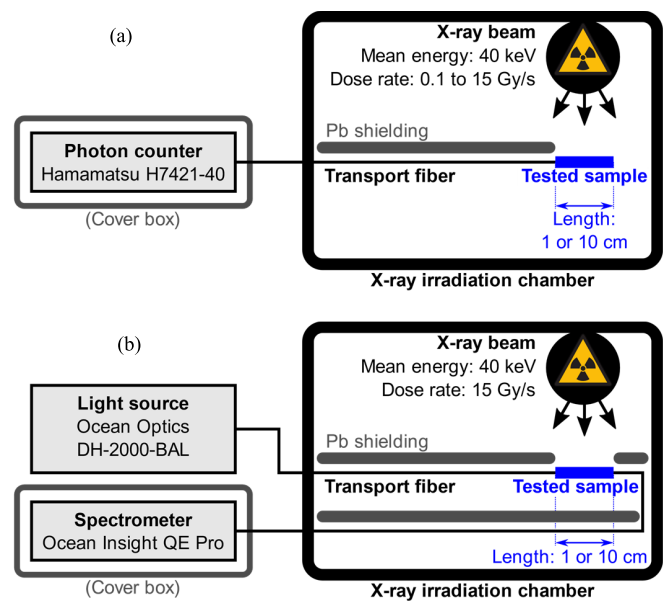 (a)
X-ray beam
Mean energy: 40 keV
Dose rate: 0.1 to 15 Gy/s
Pb shielding
Photon counter
Hamamatsu H7421-40
(Cover box)
Transport fiber
Tested sample
Length:
1 or 10 cm
X-ray irradiation chamber
(b)
X-ray beam
Mean energy: 40 keV
Dose rate: 15 Gy/s
Light source
Ocean Optics
DH-2000-BAL
Pb shielding
Transport fiber
Tested sample
Spectrometer
Ocean Insight QE Pro
(Cover box)
Length: 1 or 10 cm
X-ray irradiation chamber